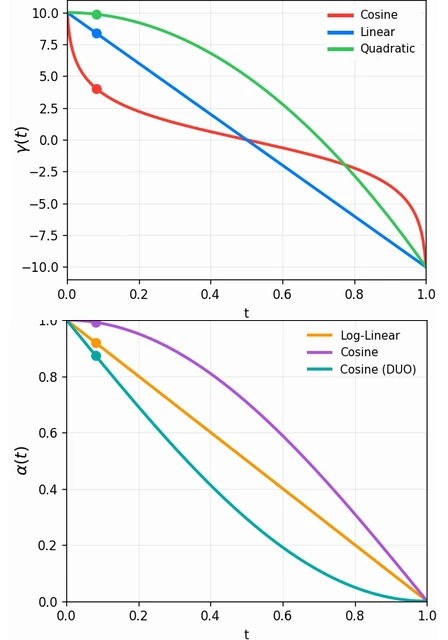 10.0
7.5
5.0
2.5
0.0
−2.5
−5.0
−7.5
−10.0
γ(t)
Cosine
Linear
Quadratic
0.0 0.2 0.4 0.6 0.8 1.0
t
1.0
0.8
0.6
0.4
0.2
0.0
α(t)
Log-Linear
Cosine
Cosine (DUO)
0.0 0.2 0.4 0.6 0.8 1.0
t